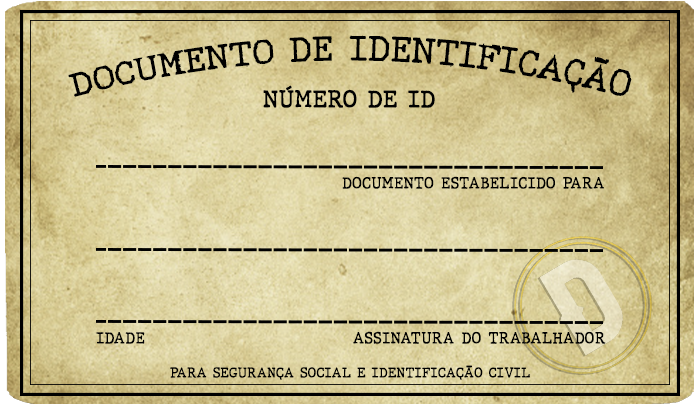 DOCUMENTO DE IDENTIFICAÇÃO
NÚMERO DE ID
DOCUMENTO ESTABELICIDO PARA
IDADE ASSINATURA DO TRABALHADOR
PARA SEGURANÇA SOCIAL E IDENTIFICAÇÃO CIVIL
D